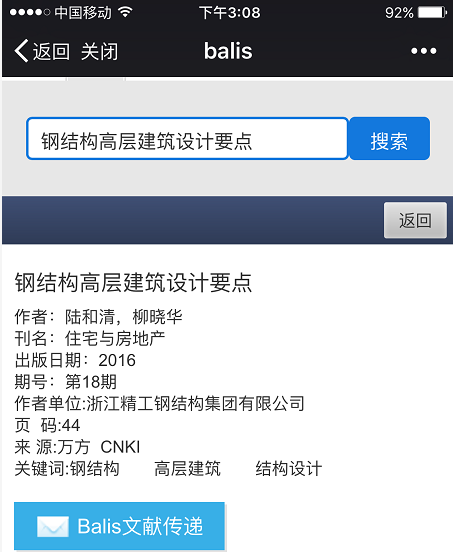 中国移动 下午3:08 92%
返回 关闭 balis
钢结构高层建筑设计要点 搜索
返回
钢结构高层建筑设计要点
作者：陆和清，柳晓华
刊名：住宅与房地产
出版日期：2016
期号：第18期
作者单位:浙江精工钢结构集团有限公司
页 码:44
来 源:万方 CNKI
关键词:钢结构 高层建筑 结构设计
Balis文献传递